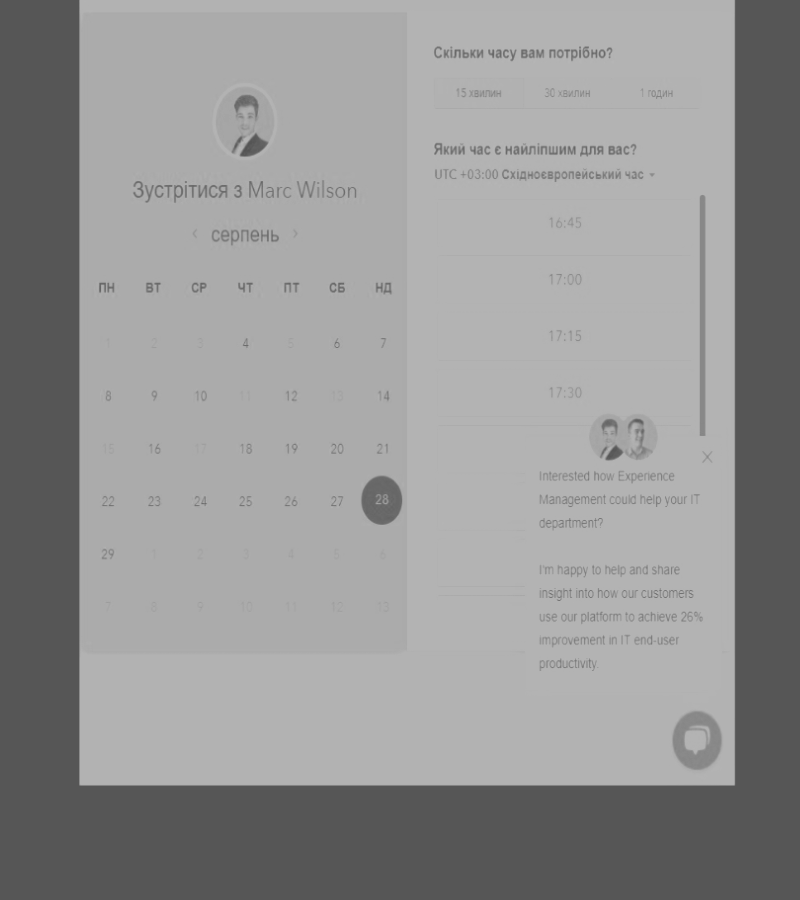 Зустрітися з Marc Wilson
серпень
ПН ВТ СР ЧТ ПТ СБ НД
1 2 3 4 5 6 7
8 9 10 11 12 13 14
15 16 17 18 19 20 21
22 23 24 25 26 27 28
29 1 2 3 4 5 6
7 8 9 10 11 12 13
Скільки часу вам потрібно?
15 хвилин 30 хвилин 1 годин
Який час є найліпшим для вас?
UTC +03:00 Східноєвропейський час
16:45
17:00
17:15
17:30
Interested how Experience
Management could help your IT
department?
I'm happy to help and share
insight into how our customers
use our platform to achieve 26%
improvement in IT end-user
productivity.